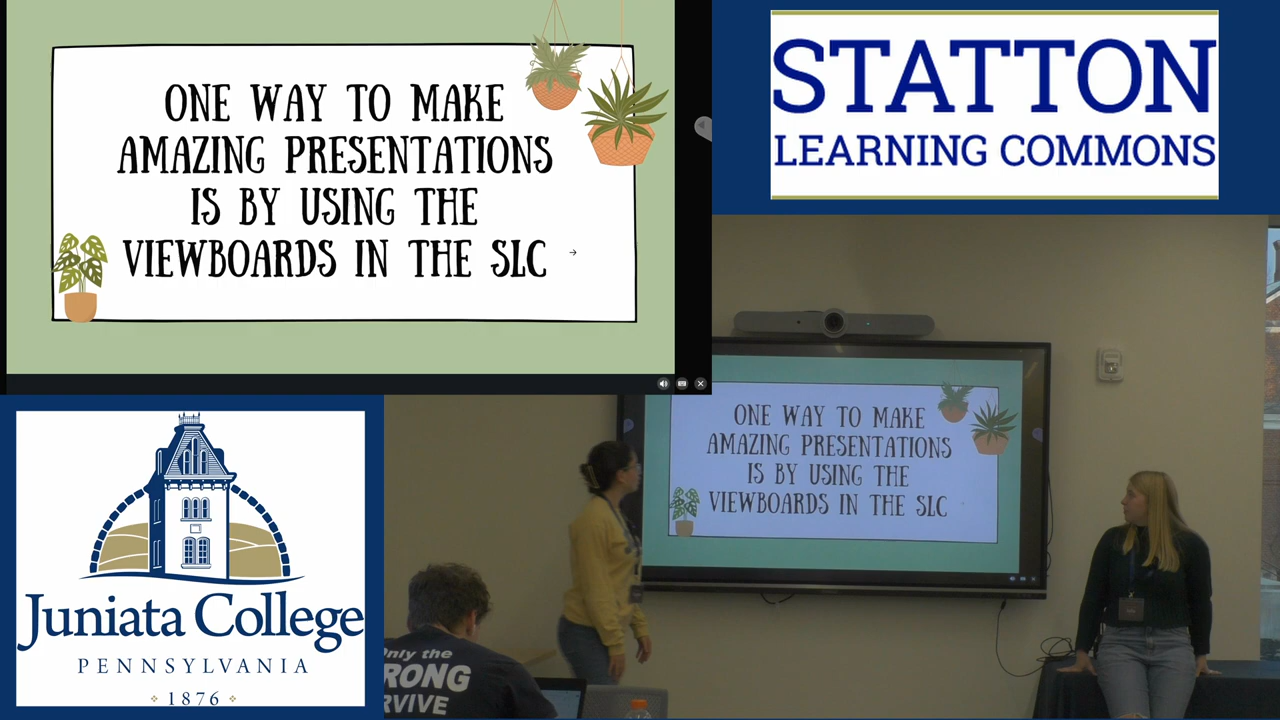 ONE WAY TO MAKE
AMAZING PRESENTATIONS
IS BY USING THE
VIEWBOARDS IN THE SLC
STATTON
LEARNING COMMONS
ONE WAY TO MAKE
AMAZING PRESENTATIONS
IS BY USING THE
VIEWBOARDS IN THE SLC
Juniata College
PENNSYLVANIA
1876
Only the
RONG
RVIVE